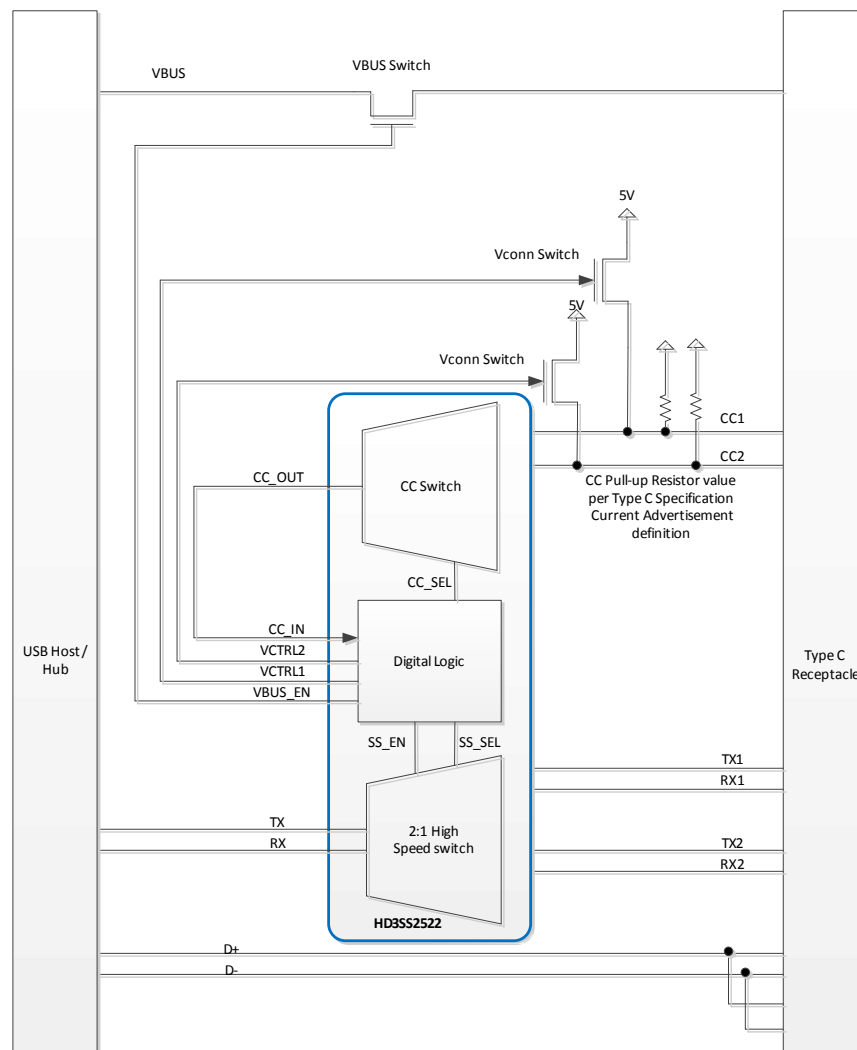 VBUS Switch
VBUS
5V
Vconn Switch
5V
Vconn Switch
CC1
CC2
CC_OUT
CC Switch
CC Pull-up Resistor value
per Type C Specification
Current Advertisement
definition
CC_SEL
CC_IN
USB Host/
Hub
VCTRL2
Digital Logic
Type C
Receptacle
VCTRL1
VBUS_EN
SS_EN
SS_SEL
TX1
RX1
TX
2:1 High
Speed switch
RX
TX2
RX2
HD3SS2522
D+
D-